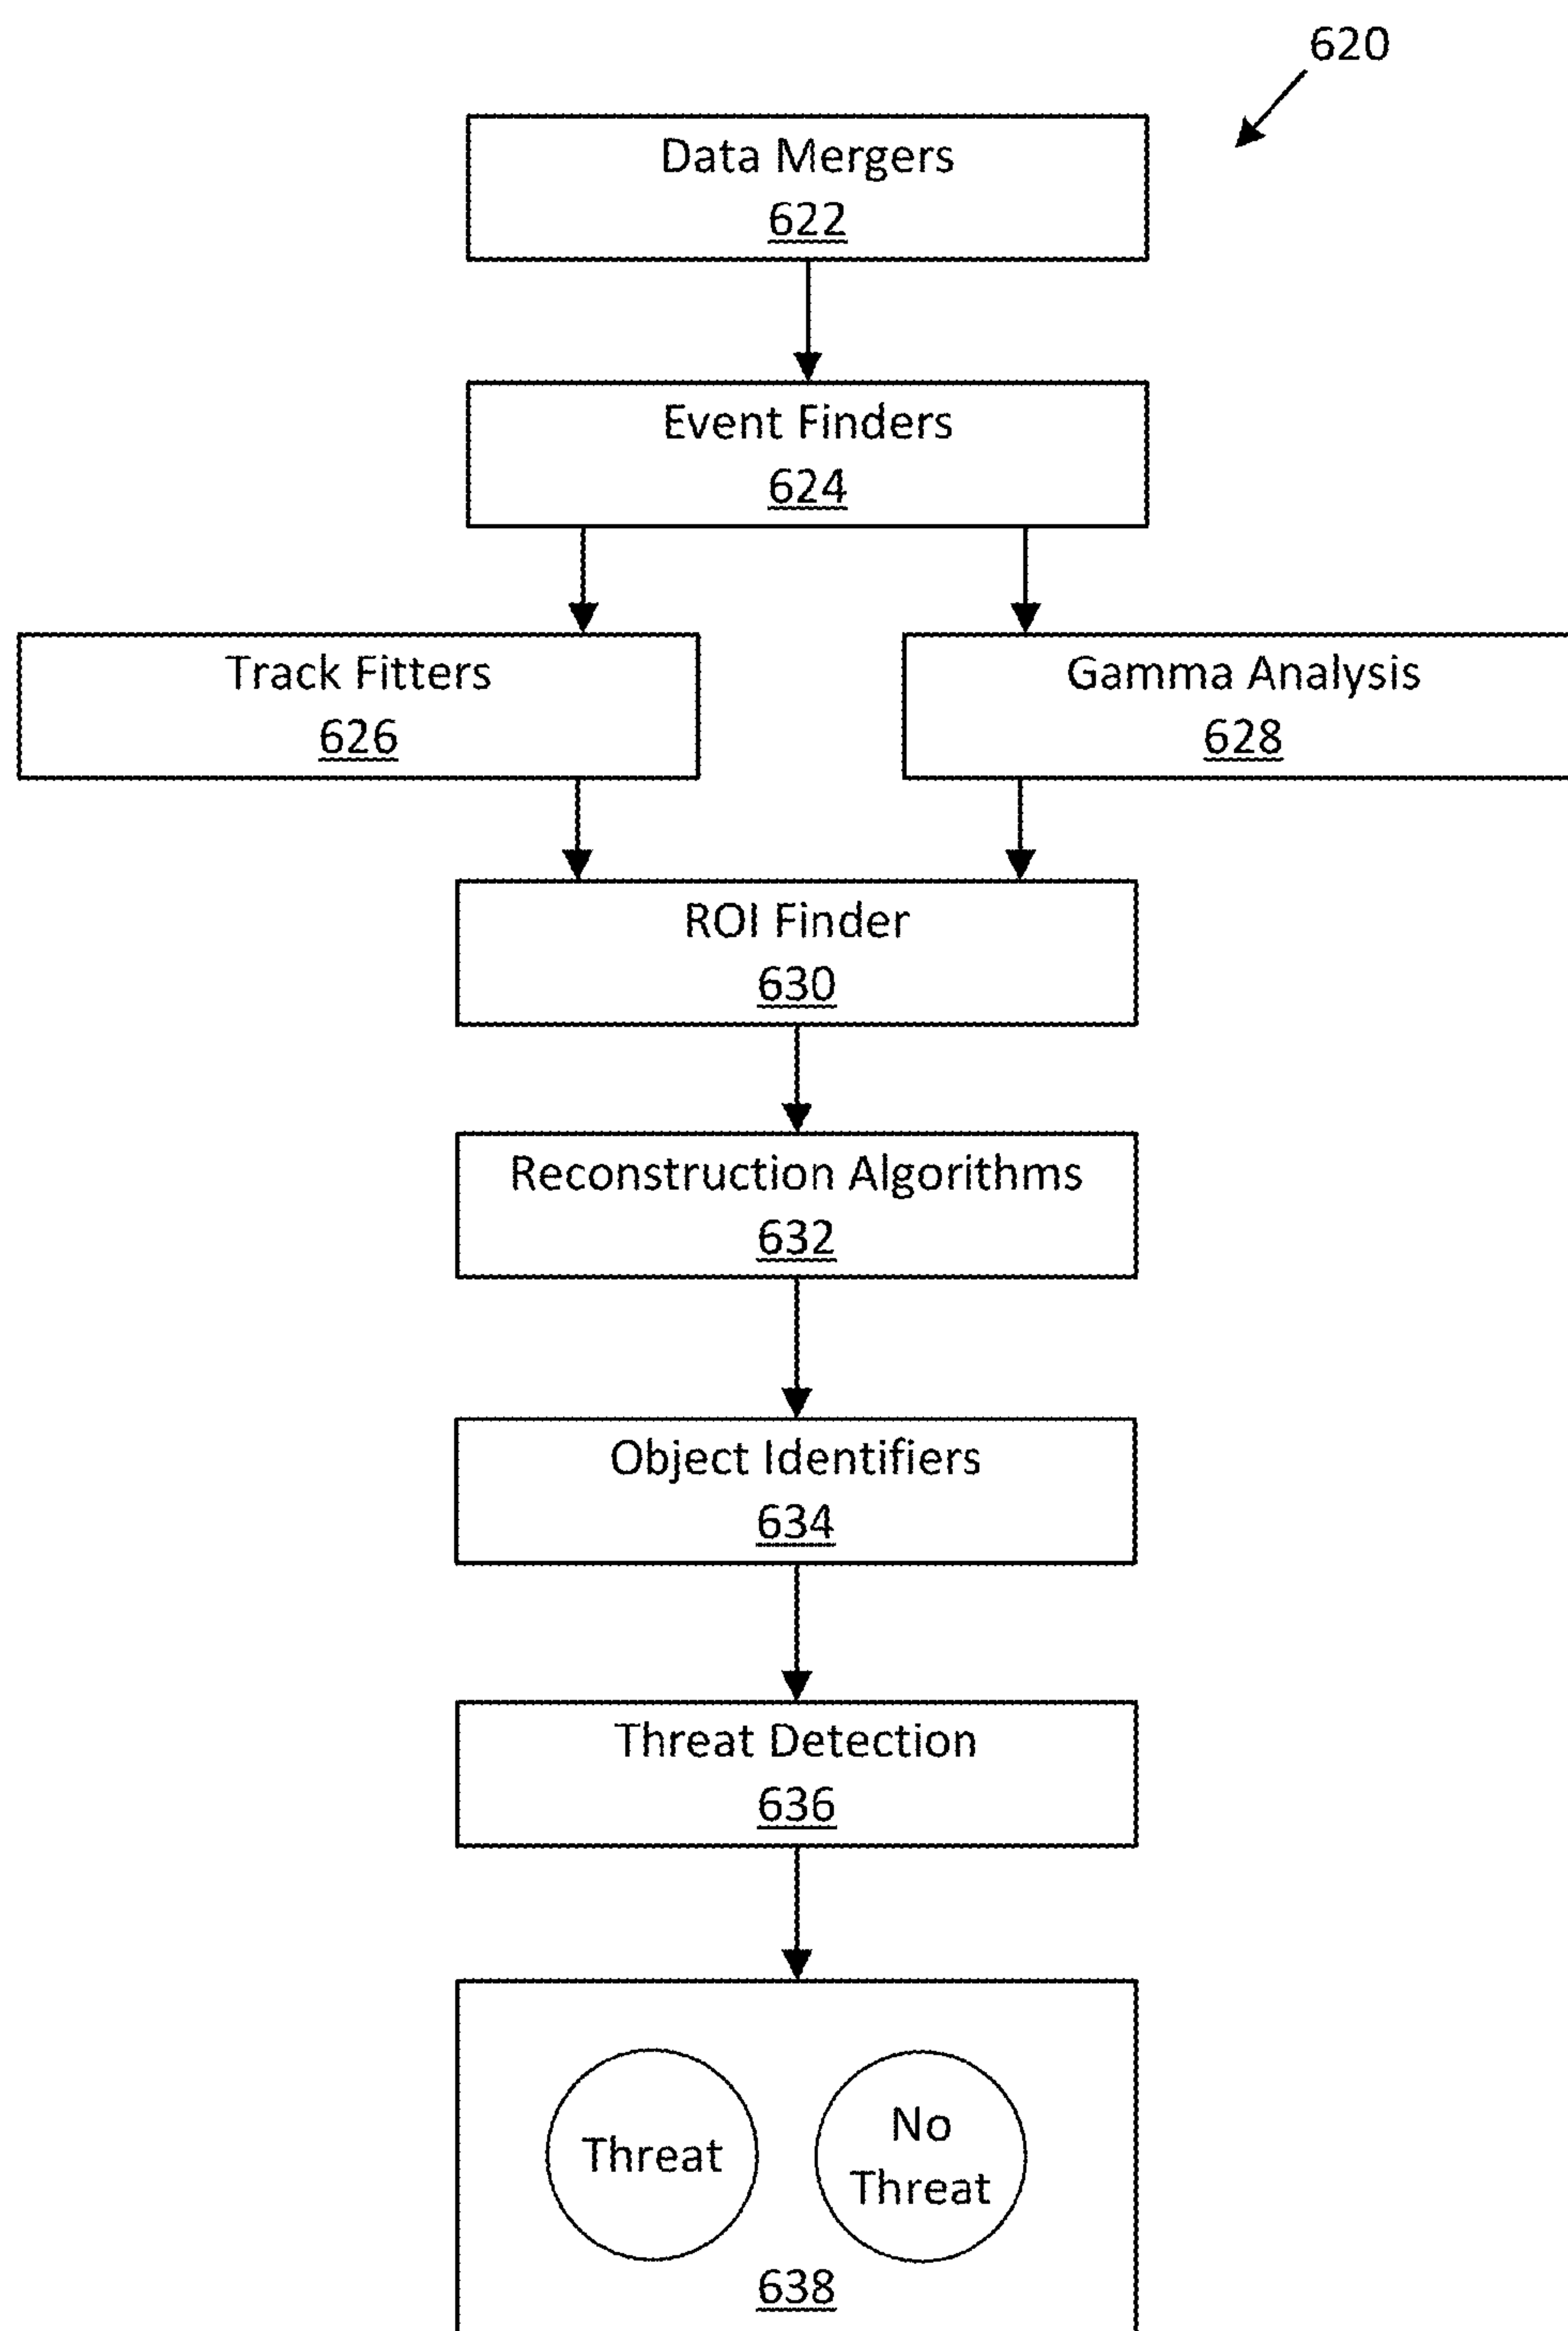 620
Data Mergers
622
Event Finders
624
Track Fitters
626
Gamma Analysis
628
ROI Finder
630
Reconstruction Algorithms
632
Object Identifiers
634
Threat Detection
636
Threat
No
Threat
638